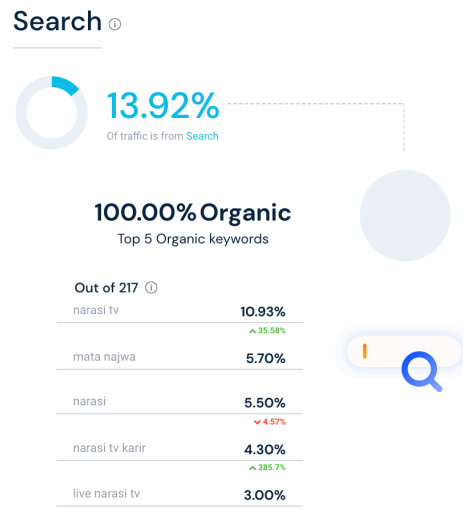 Search
13.92%
Of traffic is from Search
100.00% Organic
Top 5 Organic keywords
Out of 217
narasi tv 10.93%
35.58%
mata najwa 5.70%
narasi 5.50%
4.57%
narasi tv karir 4.30%
385.7%
live narasi tv 3.00%